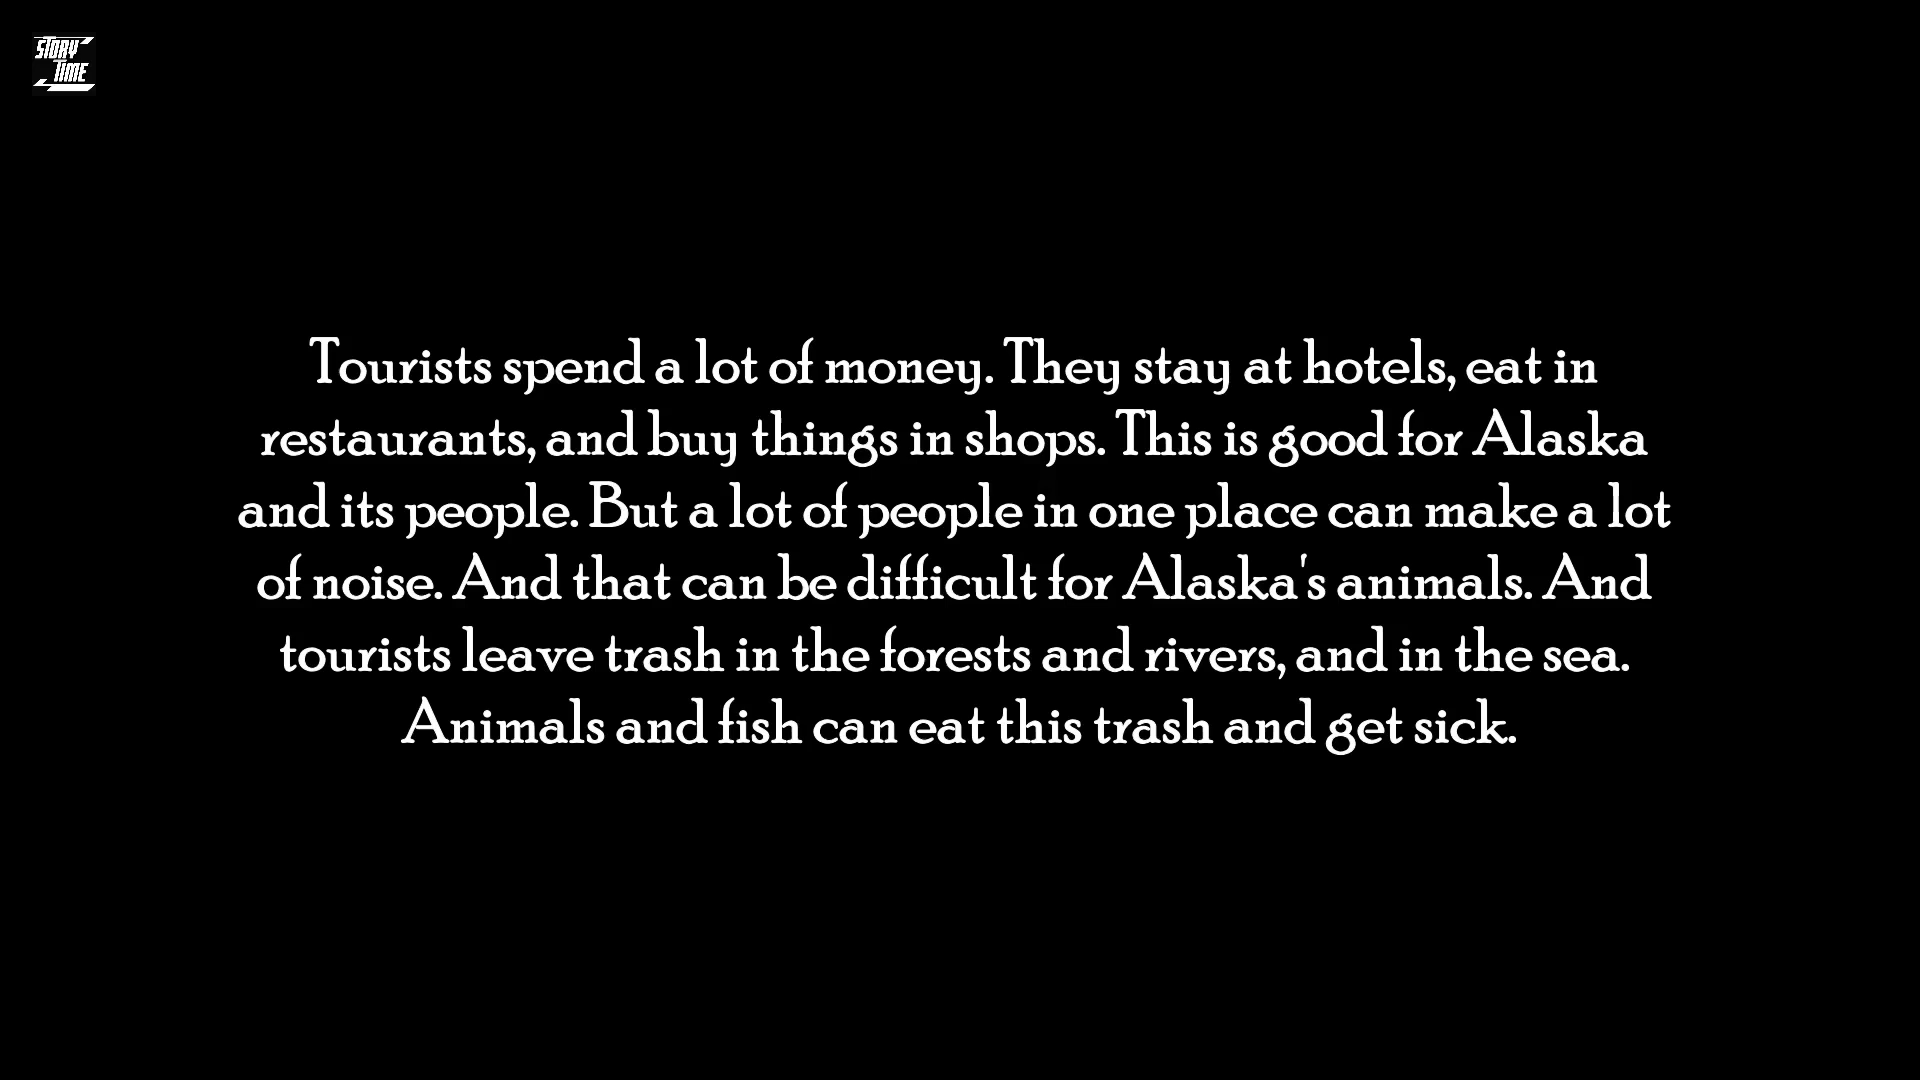 STORY
TIME
Tourists spend a lot of money. They stay at hotels, eat in
restaurants, and buy things in shops. This is good for Alaska
and its people. But a lot of people in one place can make a lot
of noise. And that can be difficult for Alaska's animals. And
tourists leave trash in the forests and rivers, and in the sea.
Animals and fish can eat this trash and get sick.